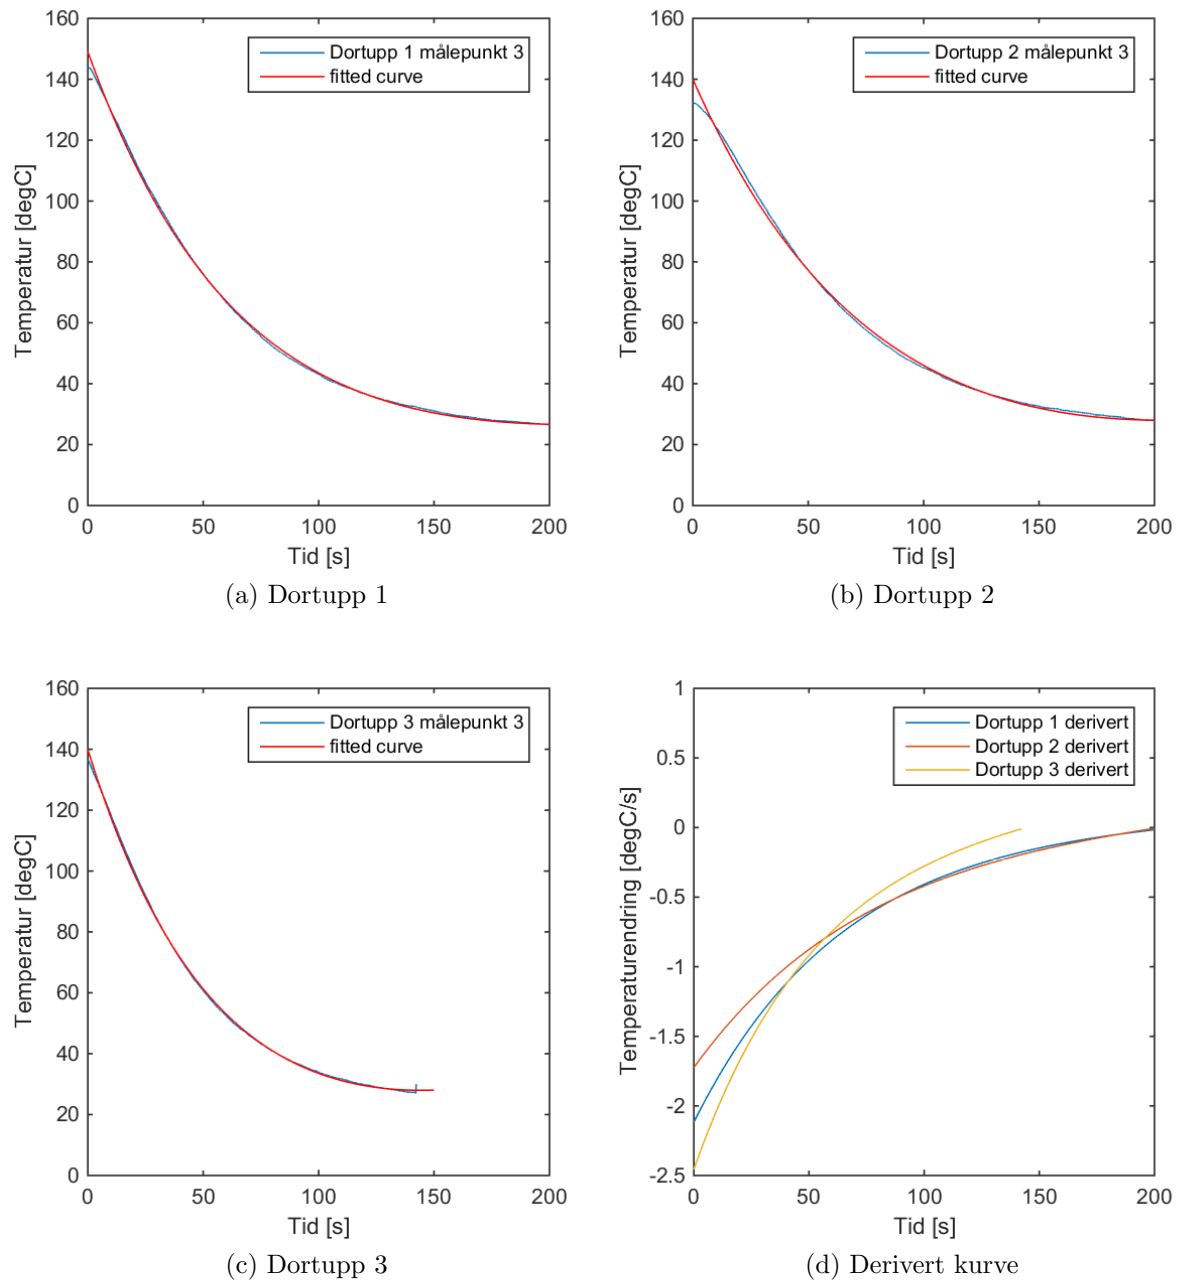 160
140
120
100
80
60
40
20
0
Temperatur [degC]
Dortupp 1 målepunkt 3
fitted curve
0 50 100 150 200
Tid [s]
(a) Dortupp 1
160
140
120
100
80
60
40
20
0
Temperatur [degC]
Dortupp 2 målepunkt 3
fitted curve
0 50 100 150 200
Tid [s]
(b) Dortupp 2
160
140
120
100
80
60
40
20
0
Temperatur [degC]
Dortupp 3 målepunkt 3
fitted curve
0 50 100 150 200
Tid [s]
(c) Dortupp 3
1
0.5
0
-0.5
-1
-1.5
-2
-2.5
Temperaturendring [degC/s]
Dortupp 1 derivert
Dortupp 2 derivert
Dortupp 3 derivert
0 50 100 150 200
Tid [s]
(d) Derivert kurve